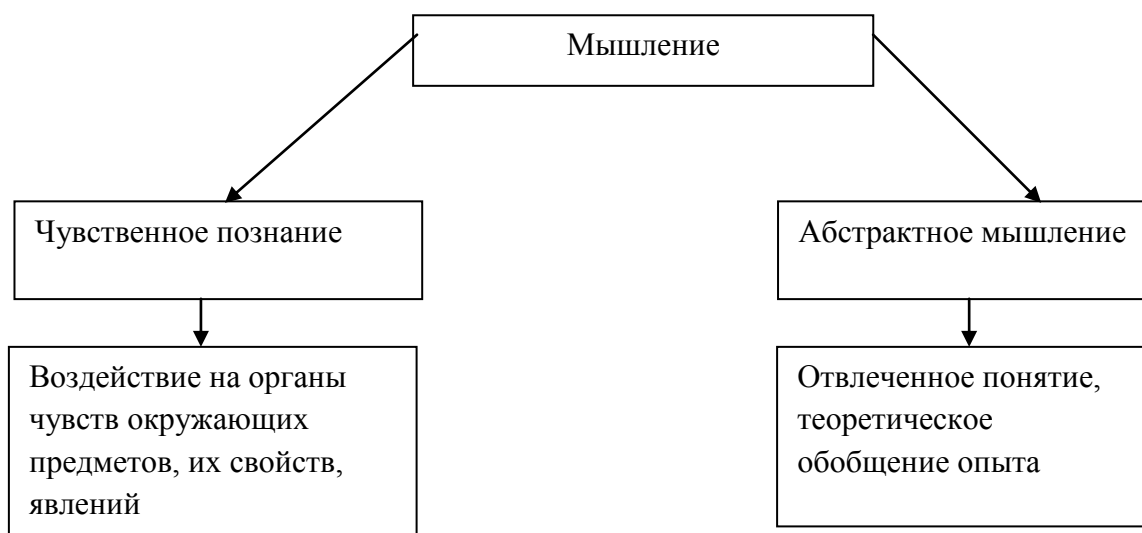 Мышление
Чувственное познание
Абстрактное мышление
Воздействие на органы
чувств окружающих
предметов, их свойств,
явлений
Отвлеченное понятие,
теоретическое
обобщение опыта